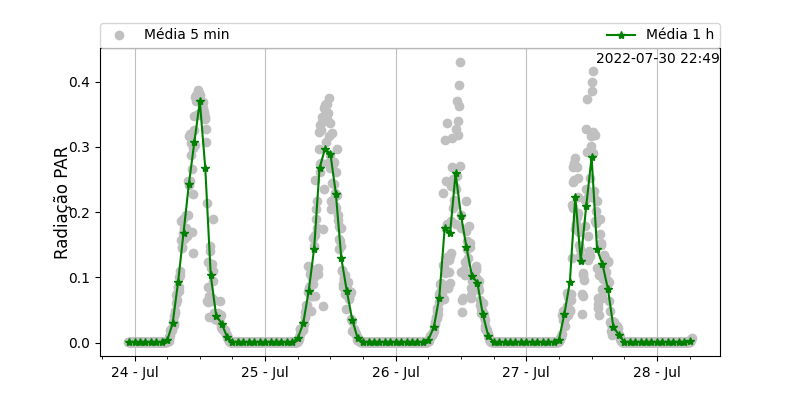 Média 5 min
Média 1 h
2022-07-30 22:49
Radiação PAR
0.4
0.3
0.2
0.1
0.0
24 - Jul
25 - Jul
26 - Jul
27 - Jul
28 - Jul